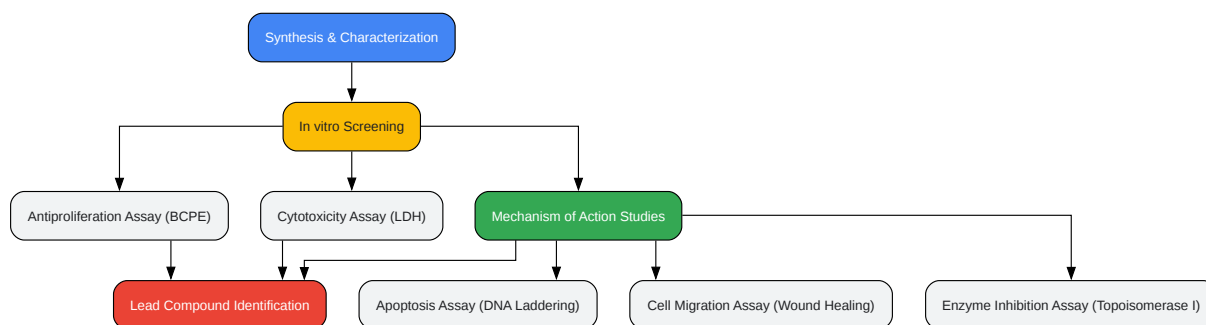 Synthesis & Characterization
In vitro Screening
Antiproliferation Assay (BCPE)
Cytotoxicity Assay (LDH)
Mechanism of Action Studies
Lead Compound Identification
Apoptosis Assay (DNA Laddering)
Cell Migration Assay (Wound Healing)
Enzyme Inhibition Assay (Topoisomerase I)